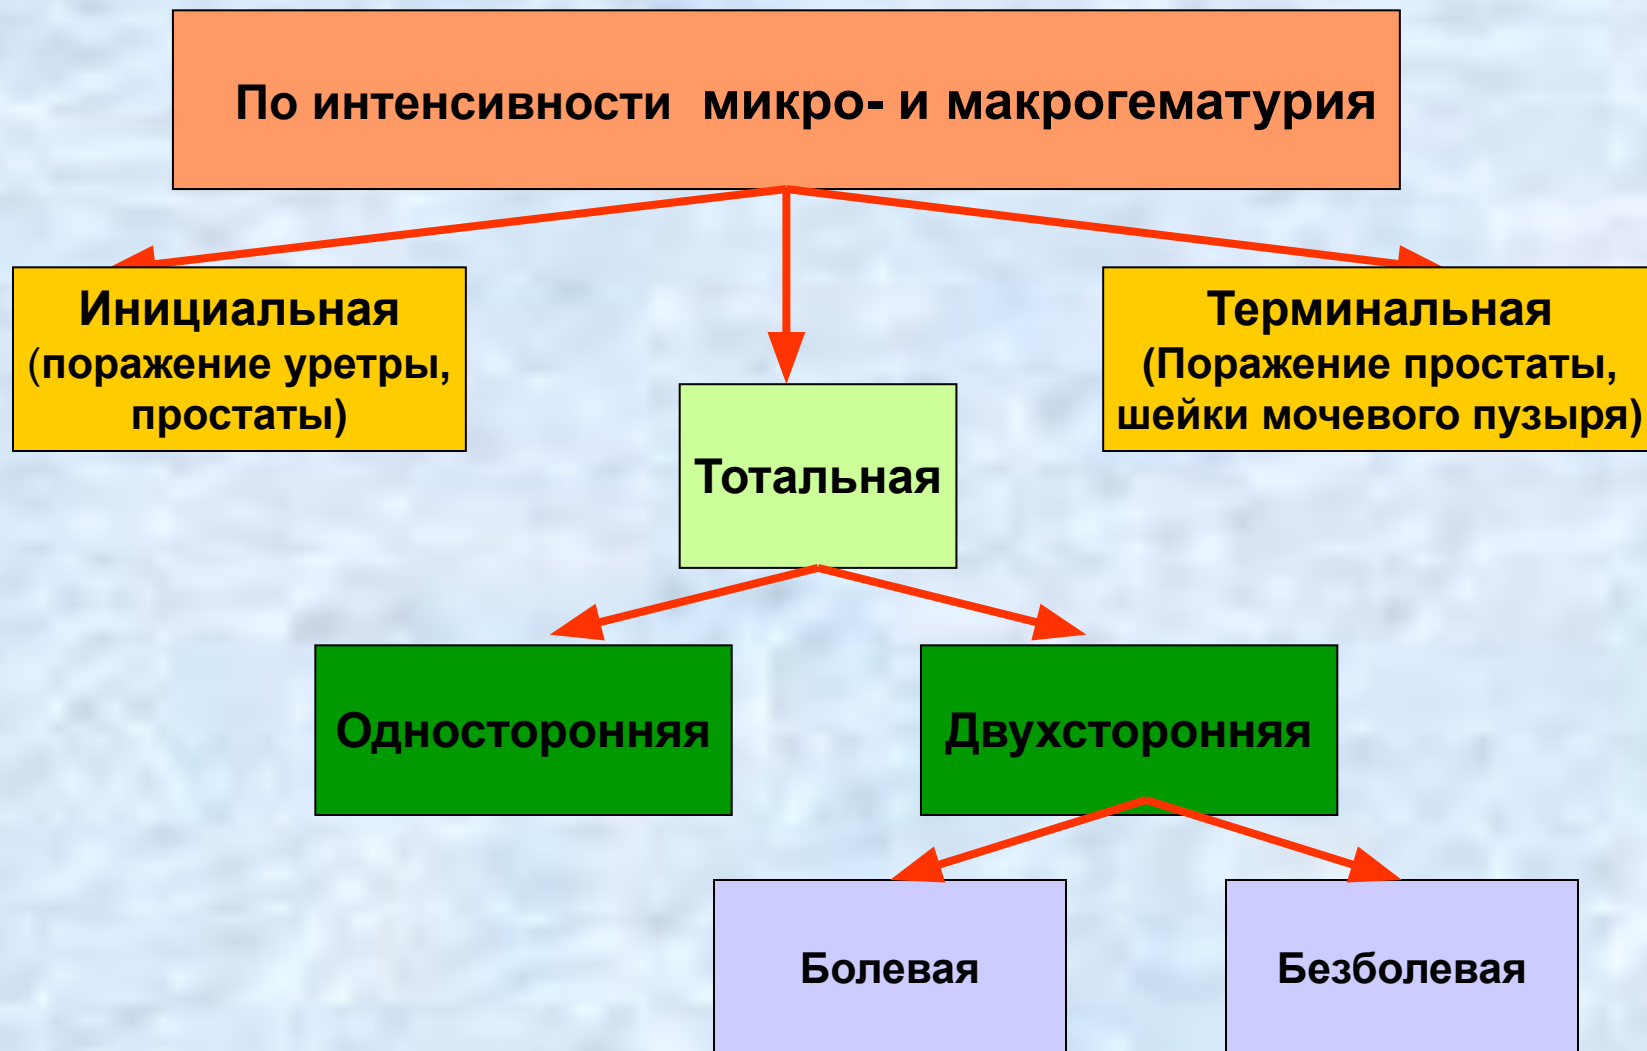 По интенсивности микро- и макрогематурия
Инициальная
(поражение уретры,
простаты)
Терминальная
(Поражение простаты,
шейки мочевого пузыря)
Тотальная
Односторонняя
Двухсторонняя
Болевая
Безболевая